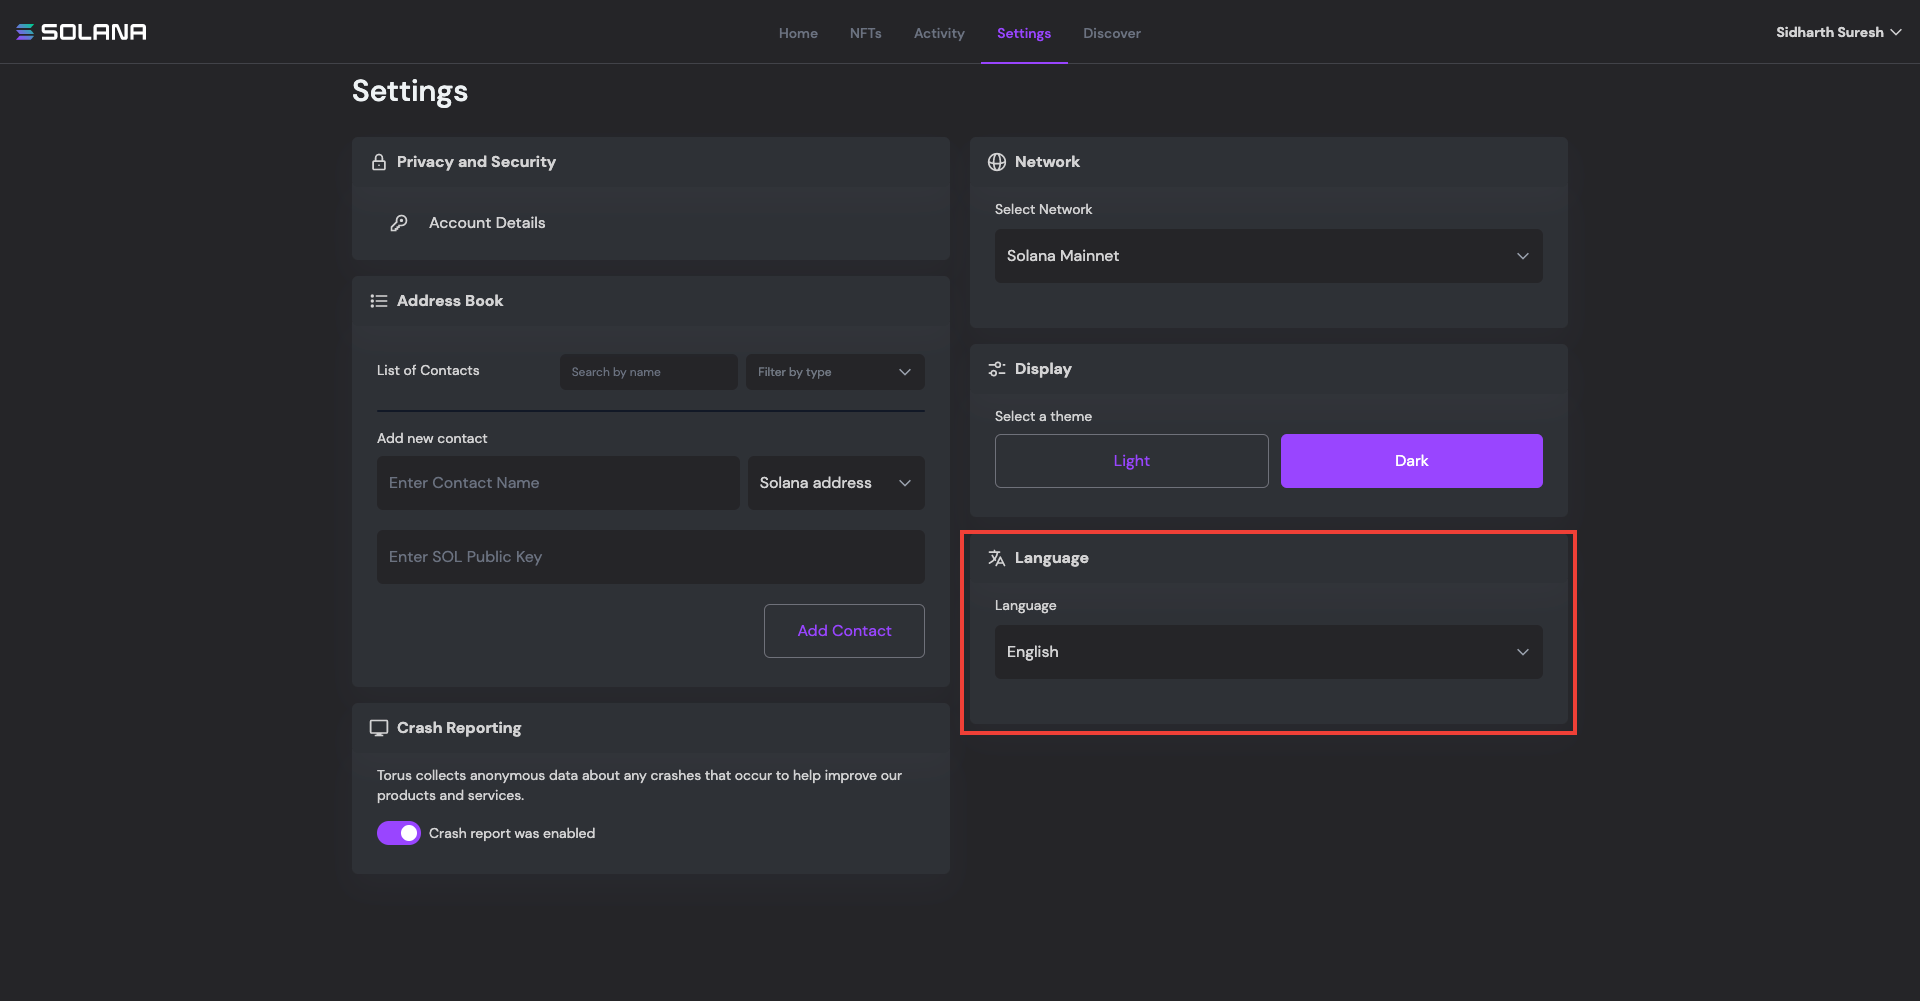 SOLANA
Home NFTs Activity Settings Discover
Sidharth Suresh
Settings
Privacy and Security
Account Details
Address Book
List of Contacts Search by name Filter by type
Add new contact
Enter Contact Name Solana address
Enter SOL Public Key
Add Contact
Crash Reporting
Torus collects anonymous data about any crashes that occur to help improve our
products and services.
Crash report was enabled
Network
Select Network
Solana Mainnet
Display
Select a theme
Light Dark
Language
Language
English